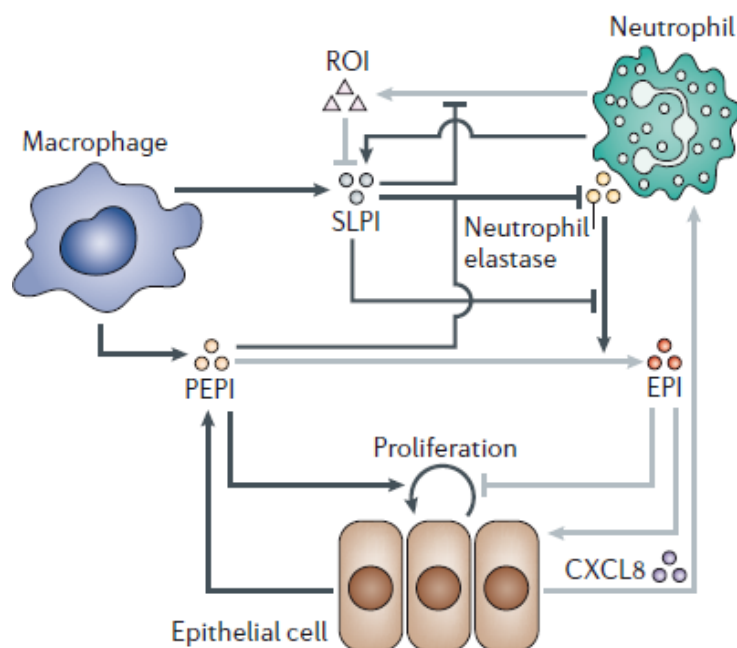 Neutrophil
ROI
Macrophage
SLPI
Neutrophil
elastase
PEPI
EPI
Proliferation
CXCL8
Epithelial cell